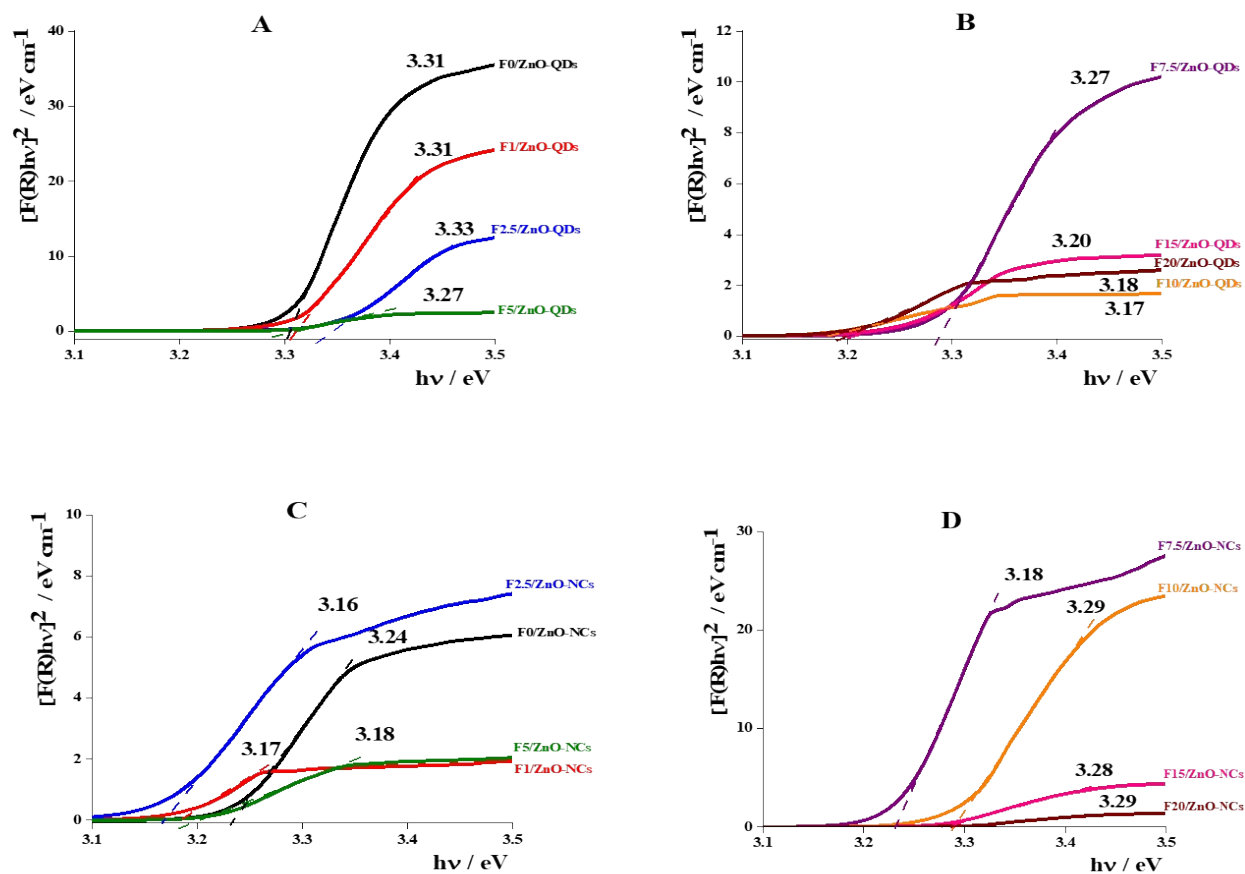 A
[F(R)hν]² / eV cm⁻¹
40
30
20
10
0
3.1
3.2
3.3
3.4
3.5
hν / eV
3.31
F0/ZnO-QDs
3.31
F1/ZnO-QDs
3.33
F2.5/ZnO-QDs
3.27
F5/ZnO-QDs
B
[F(R)hν]² / eV cm⁻¹
12
10
8
6
4
2
0
3.1
3.2
3.3
3.4
3.5
hν / eV
F7.5/ZnO-QDs
3.27
3.20
F15/ZnO-QDs
F20/ZnO-QDs
3.18
F10/ZnO-QDs
3.17
C
[F(R)hν]² / eV cm⁻¹
10
8
6
4
2
0
3.1
3.2
3.3
3.4
3.5
hν / eV
F2.5/ZnO-NCs
3.16
F0/ZnO-NCs
3.24
3.17
3.18
F5/ZnO-NCs
F1/ZnO-NCs
D
[F(R)hν]² / eV cm⁻¹
30
20
10
0
3.1
3.2
3.3
3.4
3.5
hν / eV
F7.5/ZnO-NCs
3.18
F10/ZnO-NCs
3.29
3.28
F15/ZnO-NCs
3.29
F20/ZnO-NCs